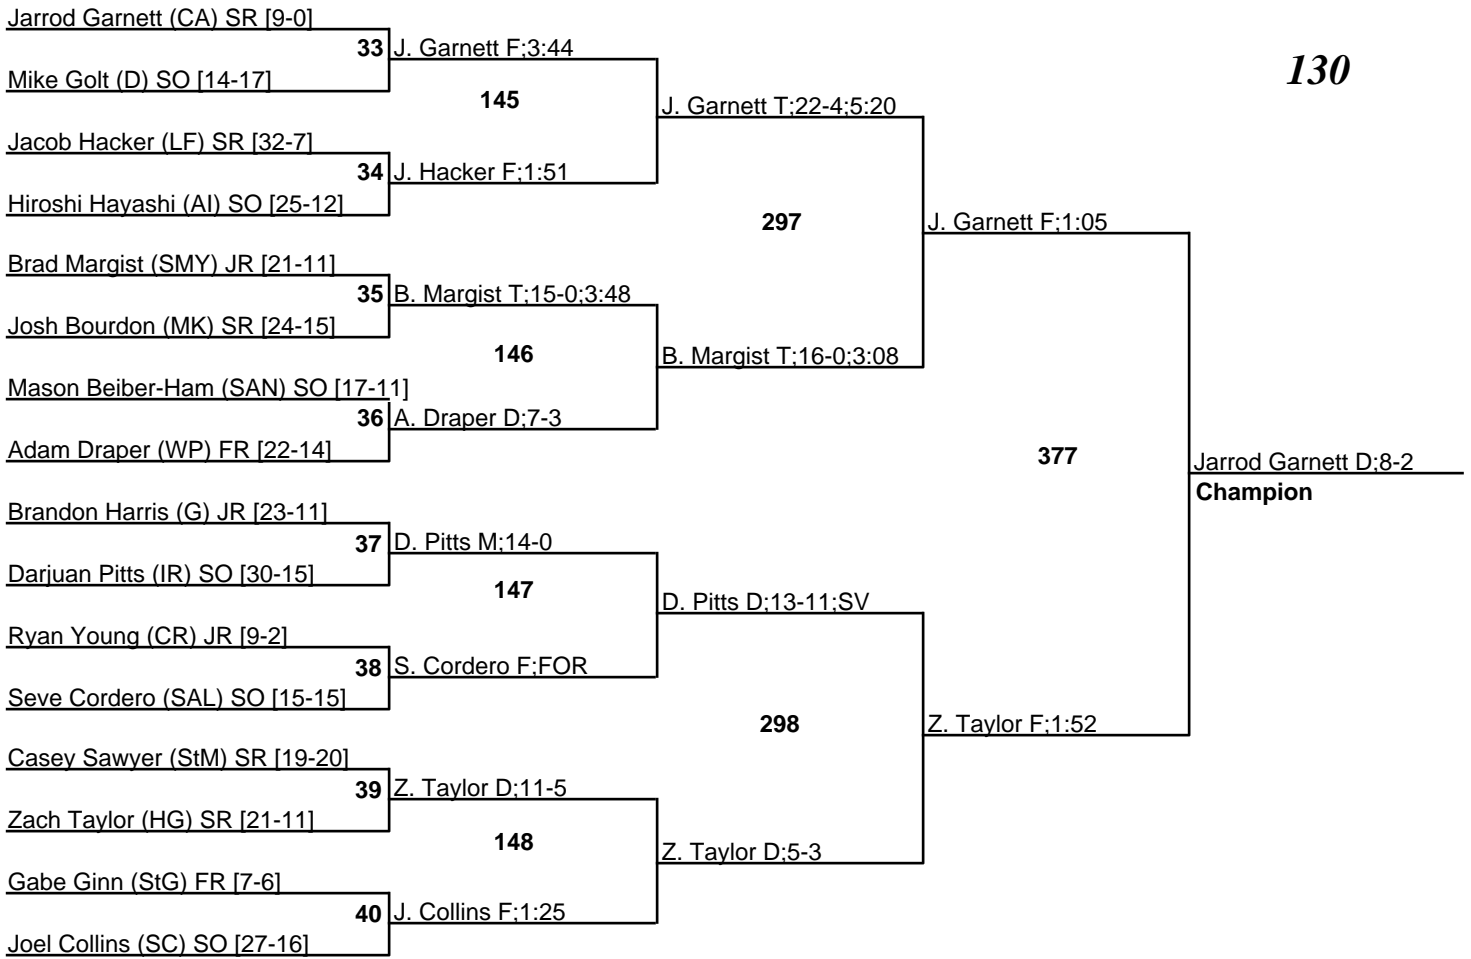 130
Jarrod Garnett (CA) SR [9-0]
33
J. Garnett F;3:44
Mike Golt (D) SO [14-17]
145
J. Garnett T;22-4;5:20
Jacob Hacker (LF) SR [32-7]
34
J. Hacker F;1:51
Hiroshi Hayashi (AI) SO [25-12]
297
J. Garnett F;1:05
Brad Margist (SMY) JR [21-11]
35
B. Margist T;15-0;3:48
Josh Bourdon (MK) SR [24-15]
146
B. Margist T;16-0;3:08
Mason Beiber-Ham (SAN) SO [17-11]
36
A. Draper D;7-3
Adam Draper (WP) FR [22-14]
377
Jarrod Garnett D;8-2
Champion
Brandon Harris (G) JR [23-11]
37
D. Pitts M;14-0
Darjuan Pitts (IR) SO [30-15]
147
D. Pitts D;13-11;SV
Ryan Young (CR) JR [9-2]
38
S. Cordero F;FOR
Seve Cordero (SAL) SO [15-15]
298
Z. Taylor F;1:52
Casey Sawyer (StM) SR [19-20]
39
Z. Taylor D;11-5
Zach Taylor (HG) SR [21-11]
148
Z. Taylor D;5-3
Gabe Ginn (StG) FR [7-6]
40
J. Collins F;1:25
Joel Collins (SC) SO [27-16]